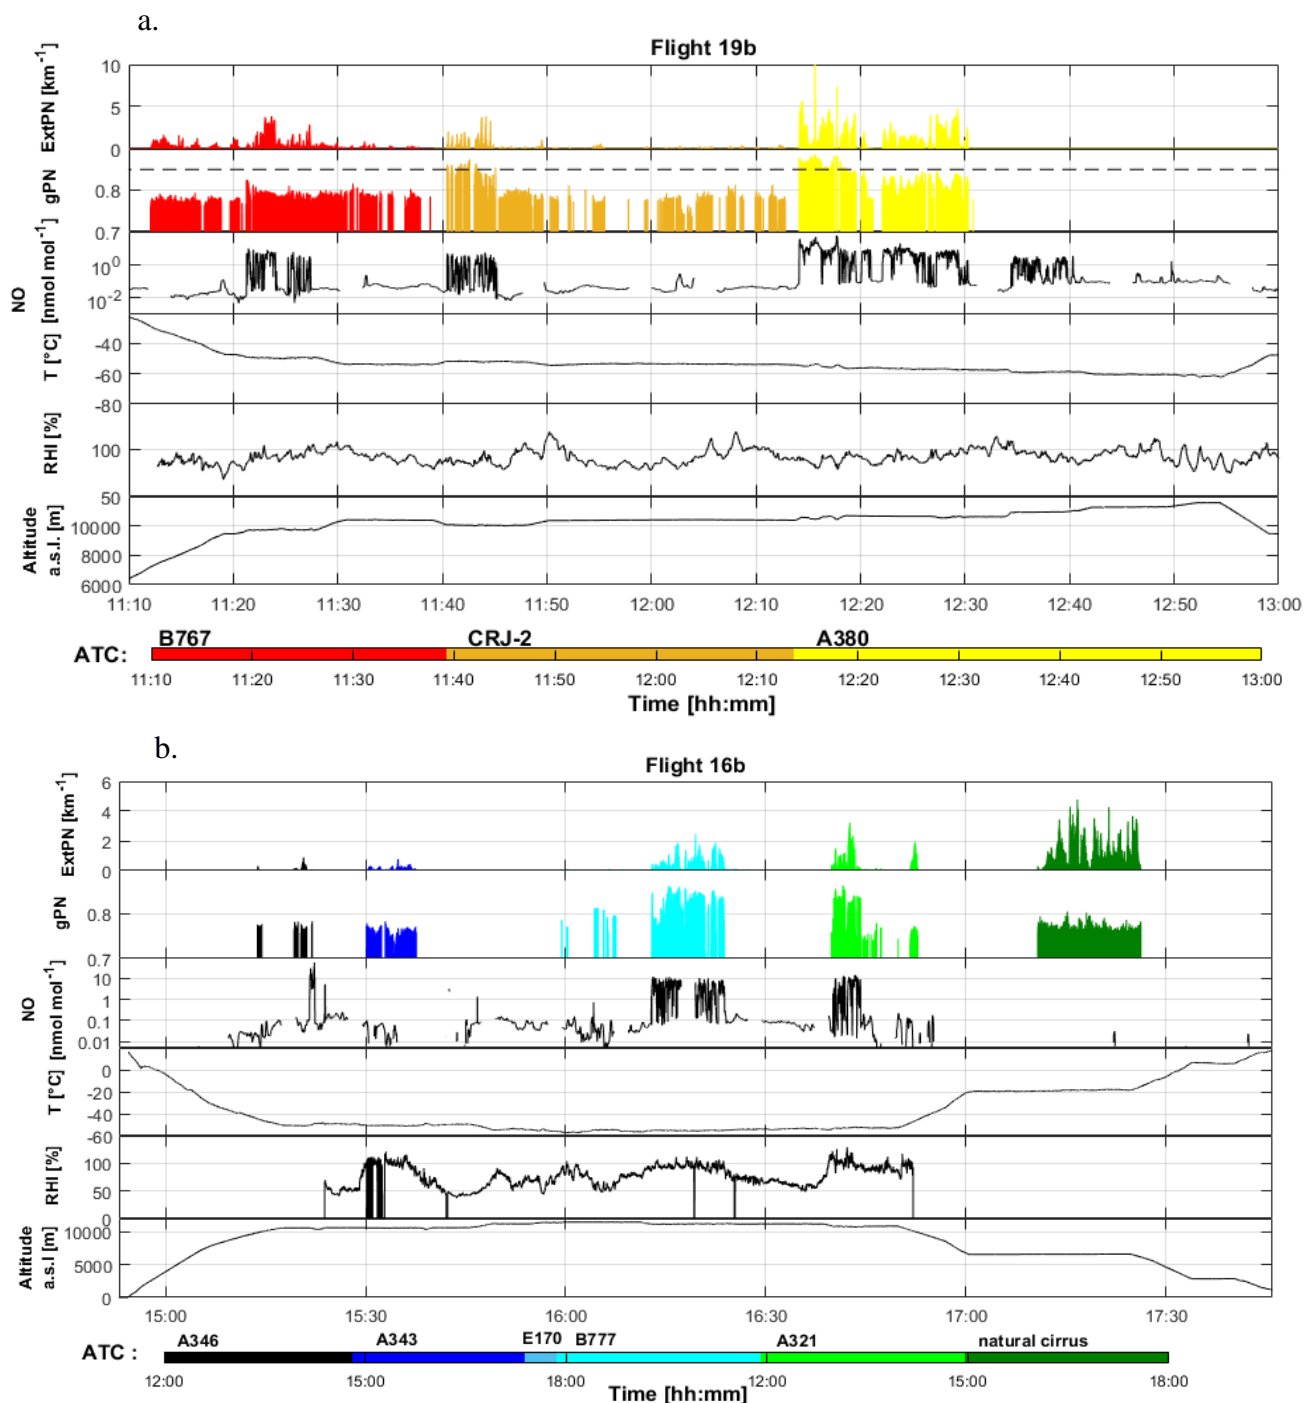 a.
Flight 19b
ExtPN [km⁻¹]
10
5
0
gPN
0.8
0.7
NO
[nmol mol⁻¹]
10⁰
10⁻²
T [°C]
-40
-60
-80
RHI [%]
100
50
Altitude
a.s.l. [m]
10000
8000
6000
11:10 11:20 11:30 11:40 11:50 12:00 12:10 12:20 12:30 12:40 12:50 13:00
B767 CRJ-2 A380
ATC:
11:10 11:20 11:30 11:40 11:50 12:00 12:10 12:20 12:30 12:40 12:50 13:00
Time [hh:mm]
b.
Flight 16b
ExtPN [km⁻¹]
6
4
2
0
gPN
0.8
0.7
NO
[nmol mol⁻¹]
10
1
0.1
0.01
T [°C]
0
-20
-40
-60
RHI [%]
100
50
0
Altitude
a.s.l [m]
10000
5000
0
15:00 15:30 16:00 16:30 17:00 17:30
A346 A343 E170 B777 A321 natural cirrus
ATC :
12:00 15:00 18:00 12:00 15:00 18:00
Time [hh:mm]